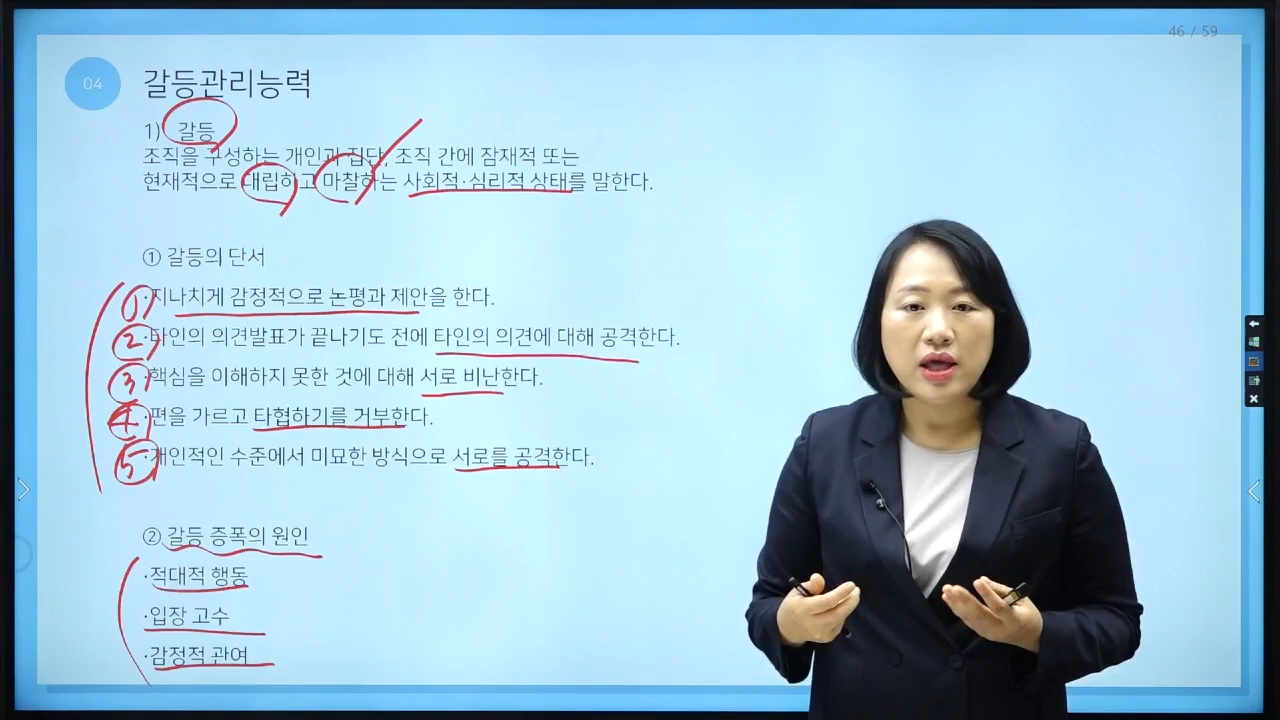 46 / 59
04
갈등관리능력
1) 갈등
조직을 구성하는 개인과 집단, 조직 간에 잠재적 또는
현재적으로 대립하고 마찰하는 사회적·심리적 상태를 말한다.
① 갈등의 단서
1) ·지나치게 감정적으로 논평과 제안을 한다.
2) ·타인의 의견발표가 끝나기도 전에 타인의 의견에 대해 공격한다.
3) ·핵심을 이해하지 못한 것에 대해 서로 비난한다.
4) ·편을 가르고 타협하기를 거부한다.
5) ·개인적인 수준에서 미묘한 방식으로 서로를 공격한다.
② 갈등 증폭의 원인
·적대적 행동
·입장 고수
·감정적 관여